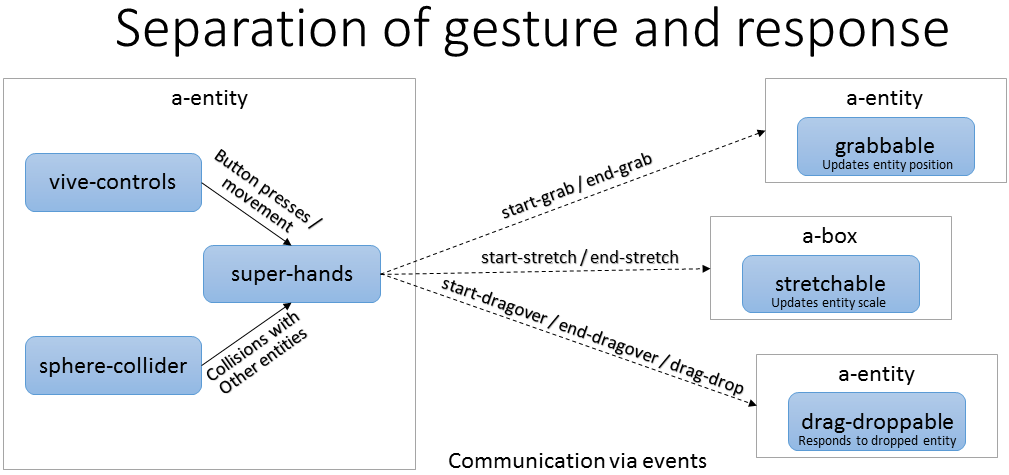 Separation of gesture and response
a-entity
vive-controls
Button presses /
movement
super-hands
sphere-collider
Collisions with
Other entities
start-grab / end-grab
start-stretch / end-stretch
start-dragover / end-dragover / drag-drop
a-entity
grabbable
Updates entity position
a-box
stretchable
Updates entity scale
a-entity
drag-droppable
Responds to dropped entity
Communication via events